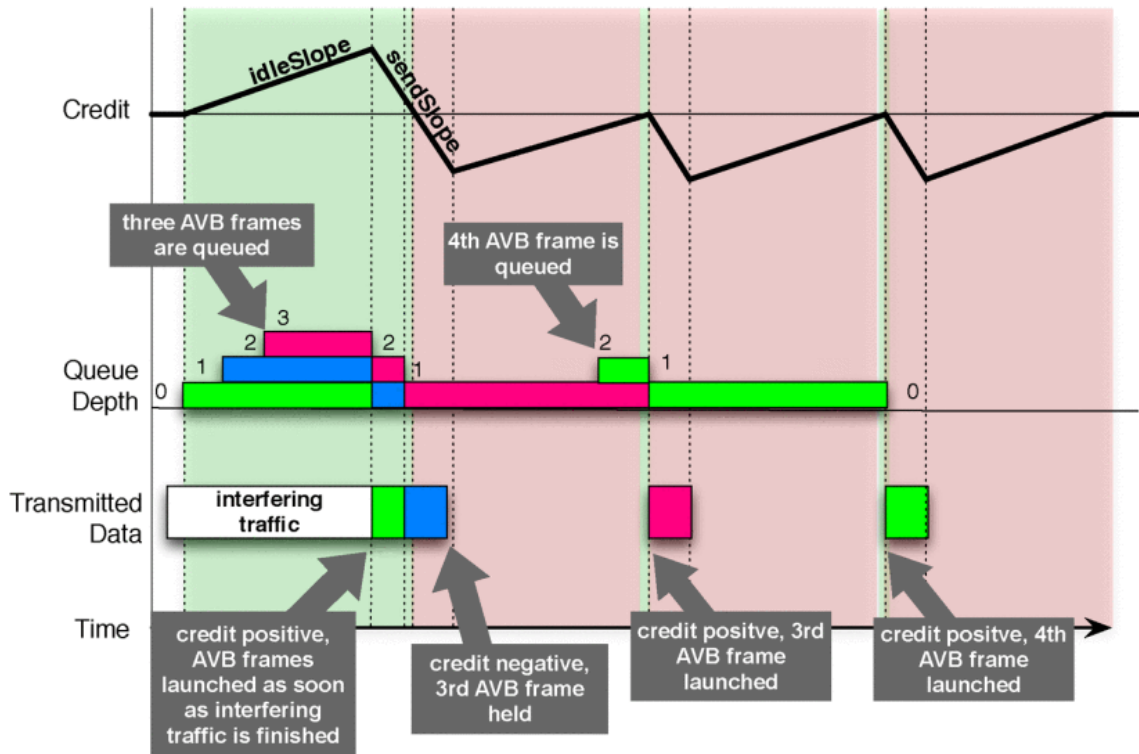 idleSlope
sendSlope
Credit
three AVB frames
are queued
4th AVB frame is
queued
3
2
2
2
1
1
1
0
0
Queue
Depth
Transmitted
Data
interfering
traffic
Time
credit positive,
AVB frames
launched as soon
as interfering
traffic is finished
credit negative,
3rd AVB frame
held
credit positve, 3rd
AVB frame
launched
credit positve, 4th
AVB frame
launched